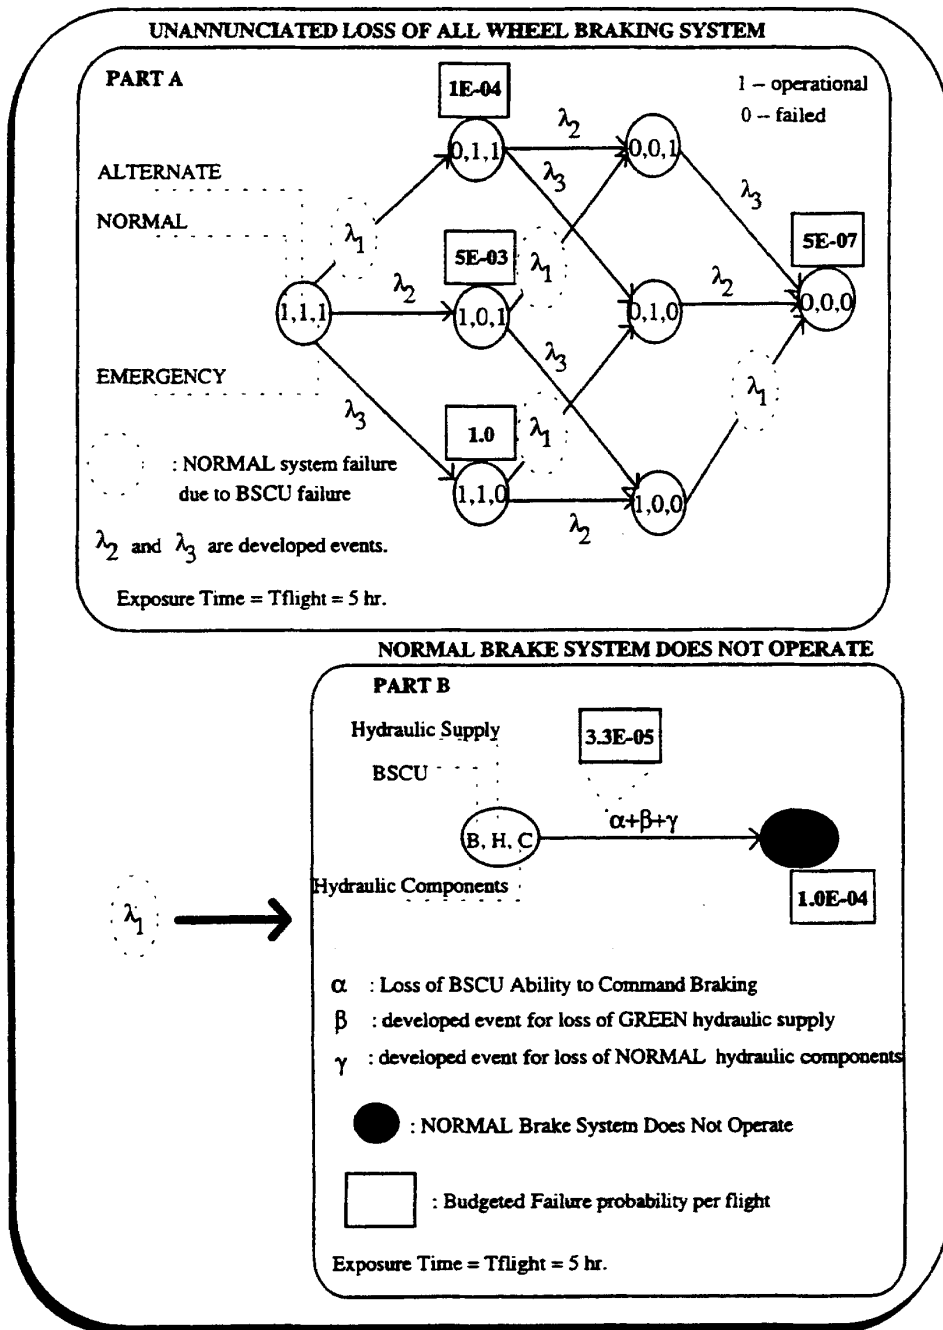 UNANNUNCIATED LOSS OF ALL WHEEL BRAKING SYSTEM
PART A
1E-04
1 – operational
0 – failed
λ2
0,1,1
0,0,1
ALTERNATE
λ3
λ3
NORMAL
λ1
5E-03
λ1
5E-07
λ2
λ2
1,1,1
1,0,1
0,1,0
0,0,0
EMERGENCY
λ3
λ1
λ3
1.0
λ1
: NORMAL system failure
due to BSCU failure
1,1,0
1,0,0
λ2
λ2 and λ3 are developed events.
Exposure Time = Tflight = 5 hr.
NORMAL BRAKE SYSTEM DOES NOT OPERATE
PART B
Hydraulic Supply
3.3E-05
BSCU
α+β+γ
B, H, C
Hydraulic Components
1.0E-04
λ1
α : Loss of BSCU Ability to Command Braking
β : developed event for loss of GREEN hydraulic supply
γ : developed event for loss of NORMAL hydraulic components
: NORMAL Brake System Does Not Operate
: Budgeted Failure probability per flight
Exposure Time = Tflight = 5 hr.